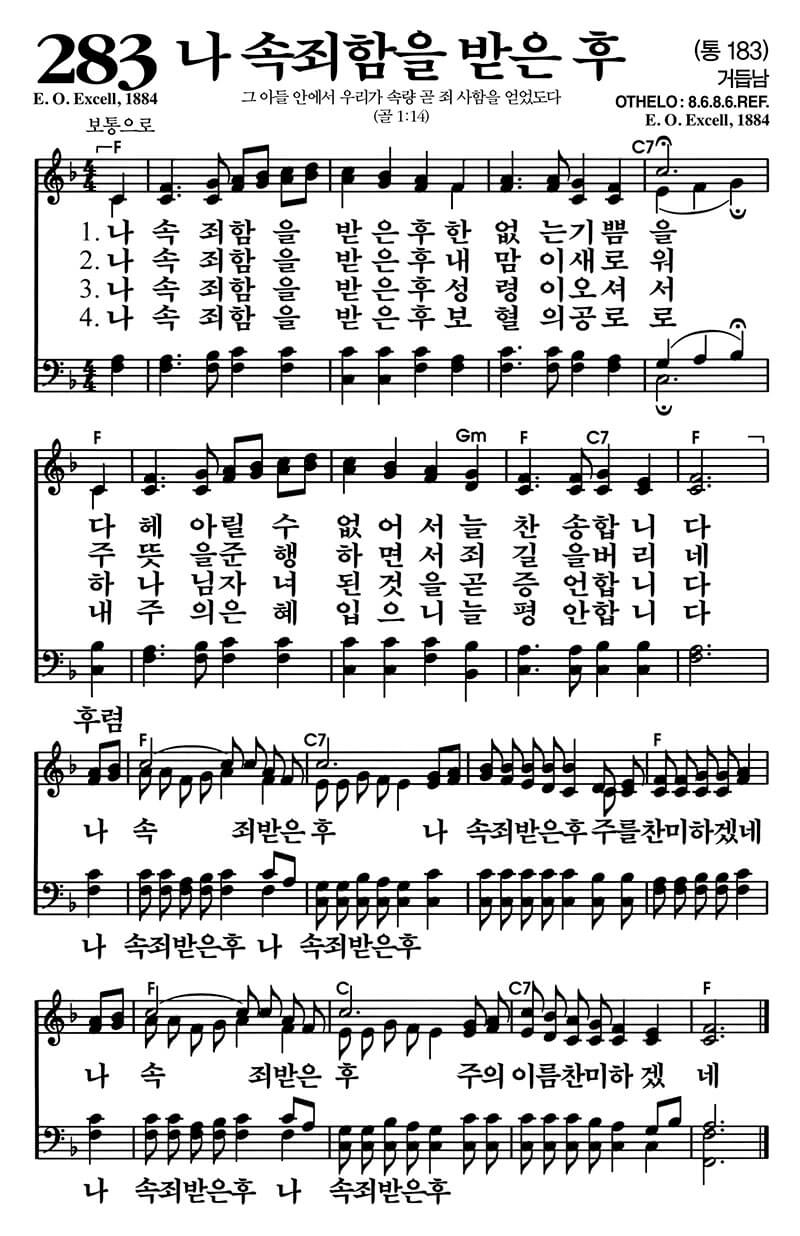 283 나 속죄함을 받은 후 (통 183)
거듭남
E. O. Excell, 1884 그 아들 안에서 우리가 속량 곧 죄 사함을 얻었도다 OTHELO : 8.6.8.6.REF.
(골 1:14) E. O. Excell, 1884
보통으로
F C7
1. 나 속 죄함 을 받 은후한 없 는기 쁨 을
2. 나 속 죄함 을 받 은후내 맘 이새로 워
3. 나 속 죄함 을 받 은후성 령 이오셔 서
4. 나 속 죄함 을 받 은후보 혈 의공로 로
F Gm F C7 F
다 헤 아릴 수 없 어 서 늘 찬 송합 니 다
주 뜻 을준 행 하 면 서 죄 길 을버 리 네
하 나 님자 녀 된 것 을 곧 증 언합 니 다
내 주 의은 혜 입 으 니 늘 평 안합 니 다
후렴
F C7 F
나 속 죄받은 후 나 속죄받은후 주를찬미하겠네
나 속죄받은후 나 속죄받은후
F C C7 F
나 속 죄받은 후 주의 이름찬미하 겠 네
나 속죄받은후 나 속죄받은후